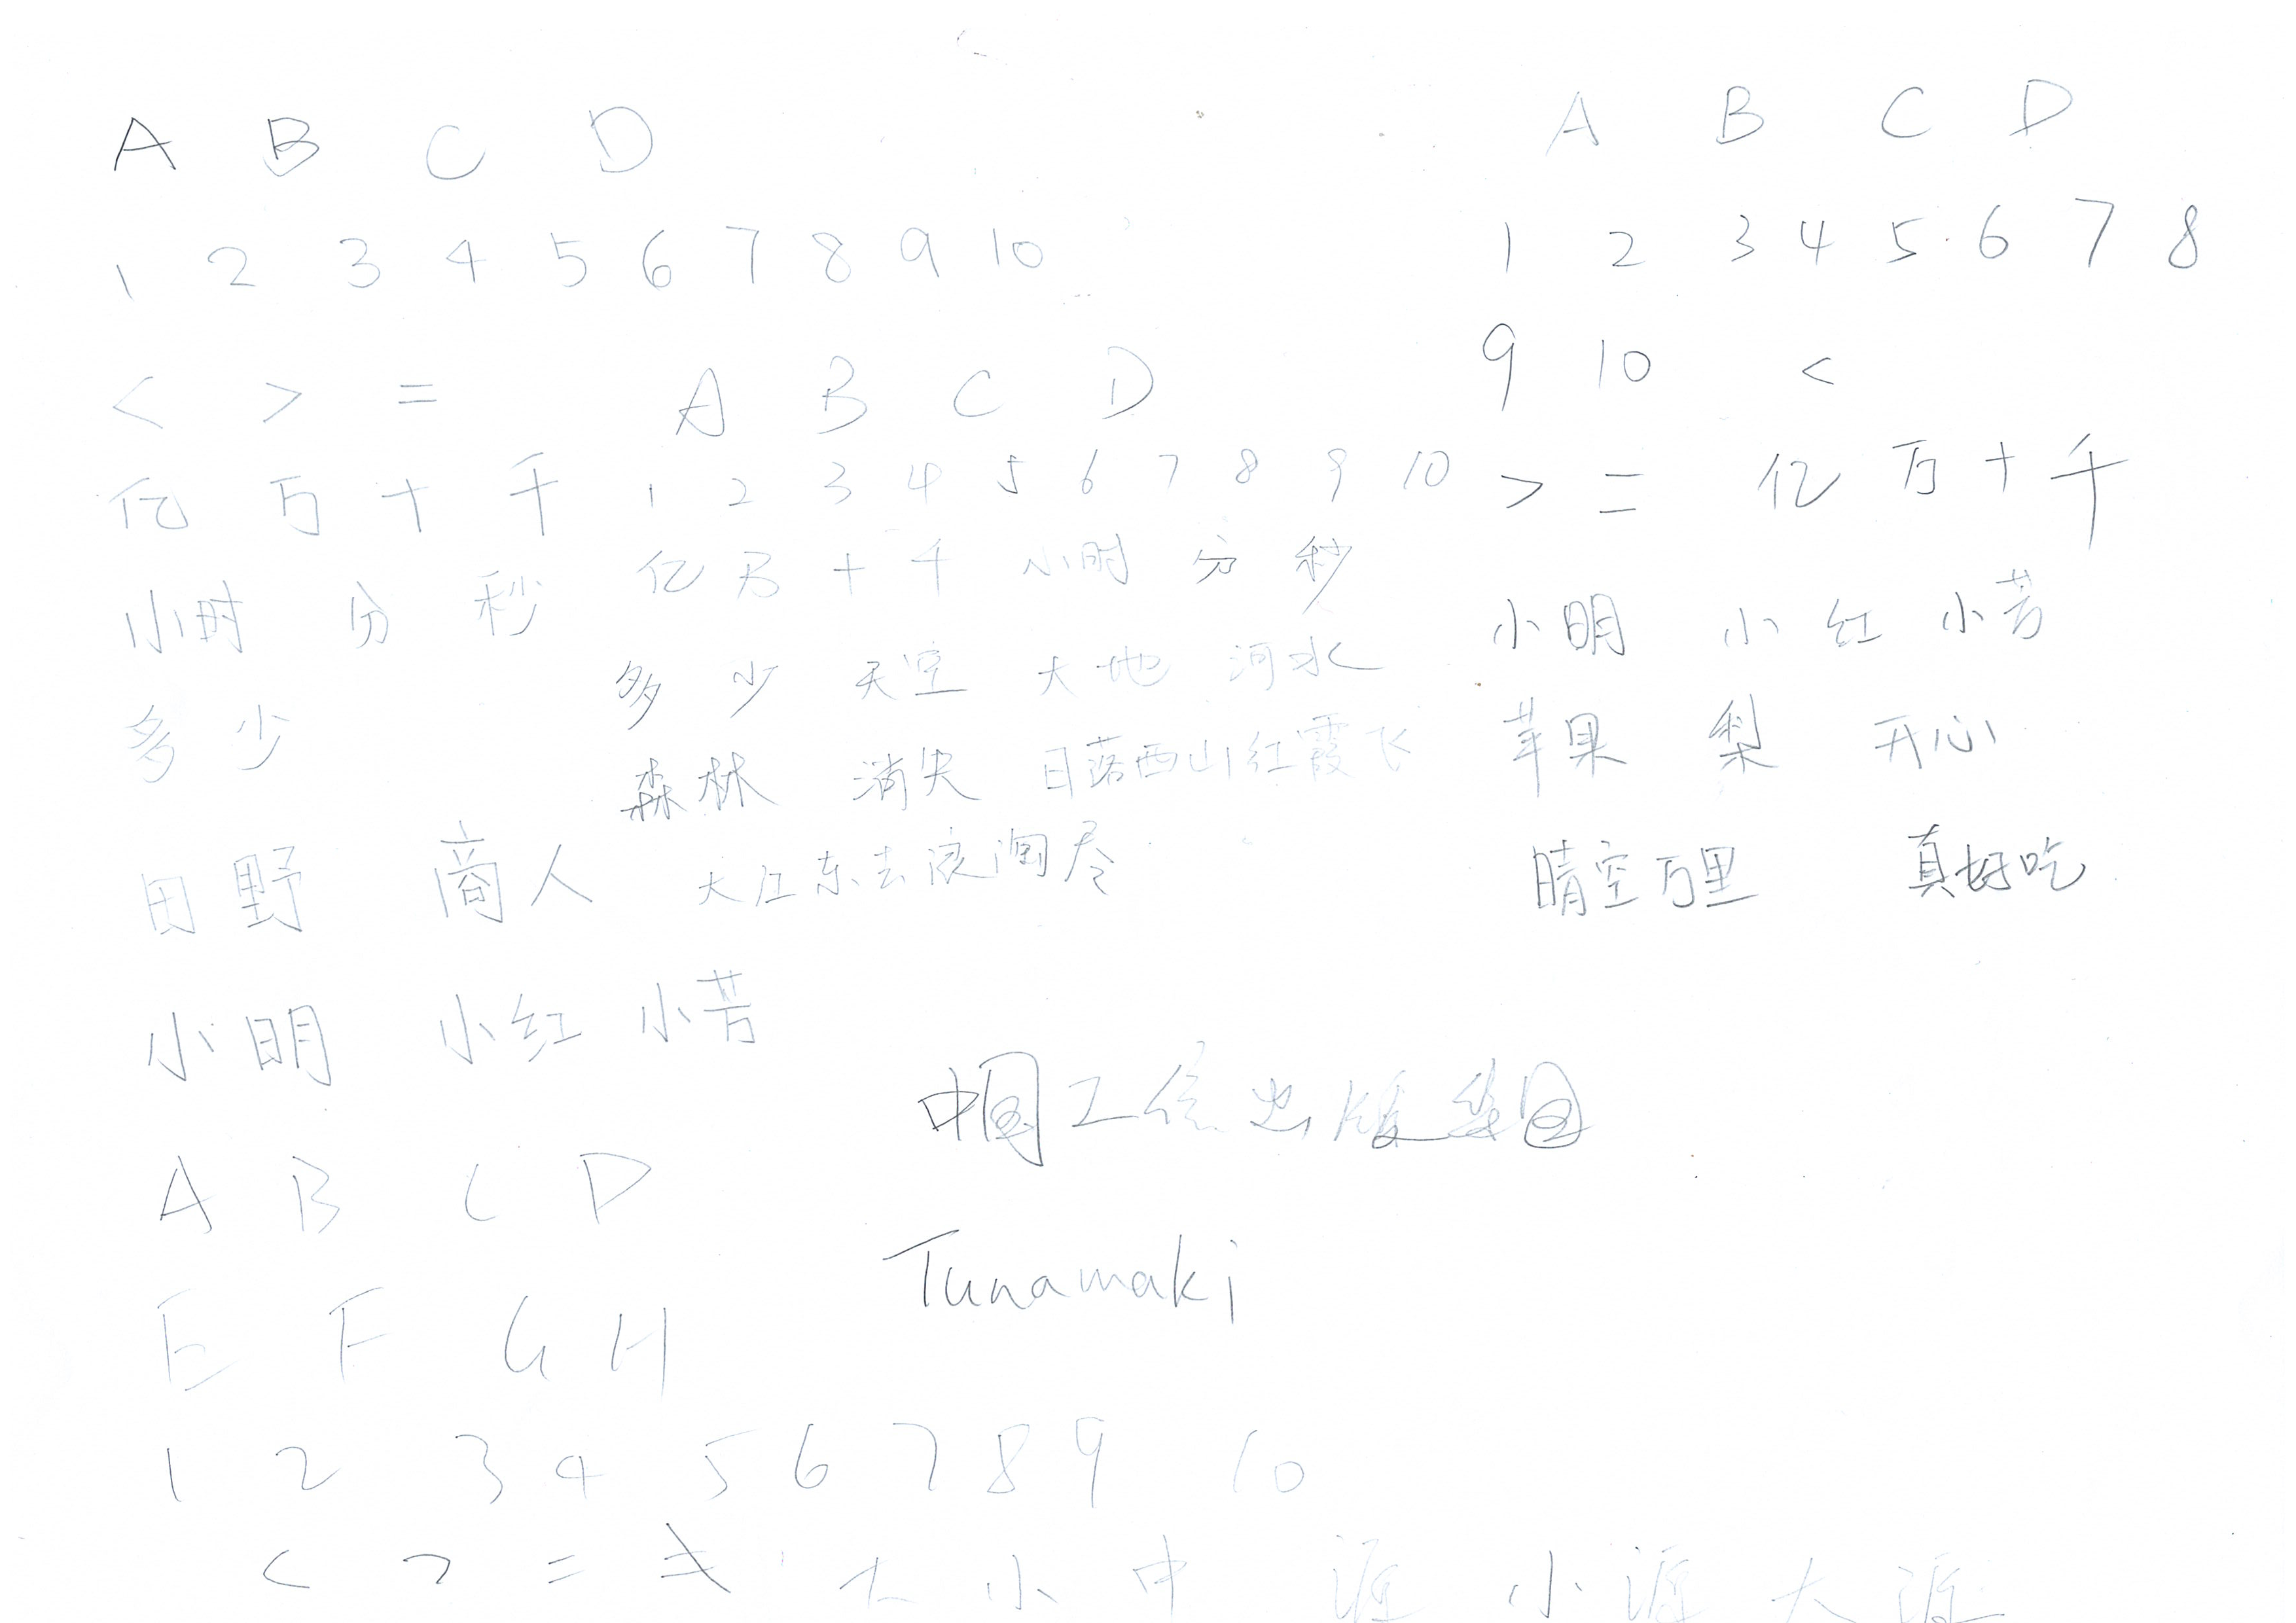 A B C D
1 2 3 4 5 6 7 8 9 10
< > =
亿 万 十 千
小时 分 秒
多 少
田野 商人
小明 小红 小芳
A B C D
1 2 3 4 5 6 7 8 9 10
亿 万 十 千 小时 分 秒
多 少 天空 大地 河水
森林 消失 日落西山红霞飞
大江东去浪淘尽
A B C D
1 2 3 4 5 6 7 8
9 10 <
> = 亿 万 十 千
小明 小红 小芳
苹果 梨 开心
晴空万里 真好吃
中国工信出版集团
Tunamaki
A B C D
E F G H
1 2 3 4 5 6 7 8 9 10
< > = ≠ 大 小 中 源 小源 大源